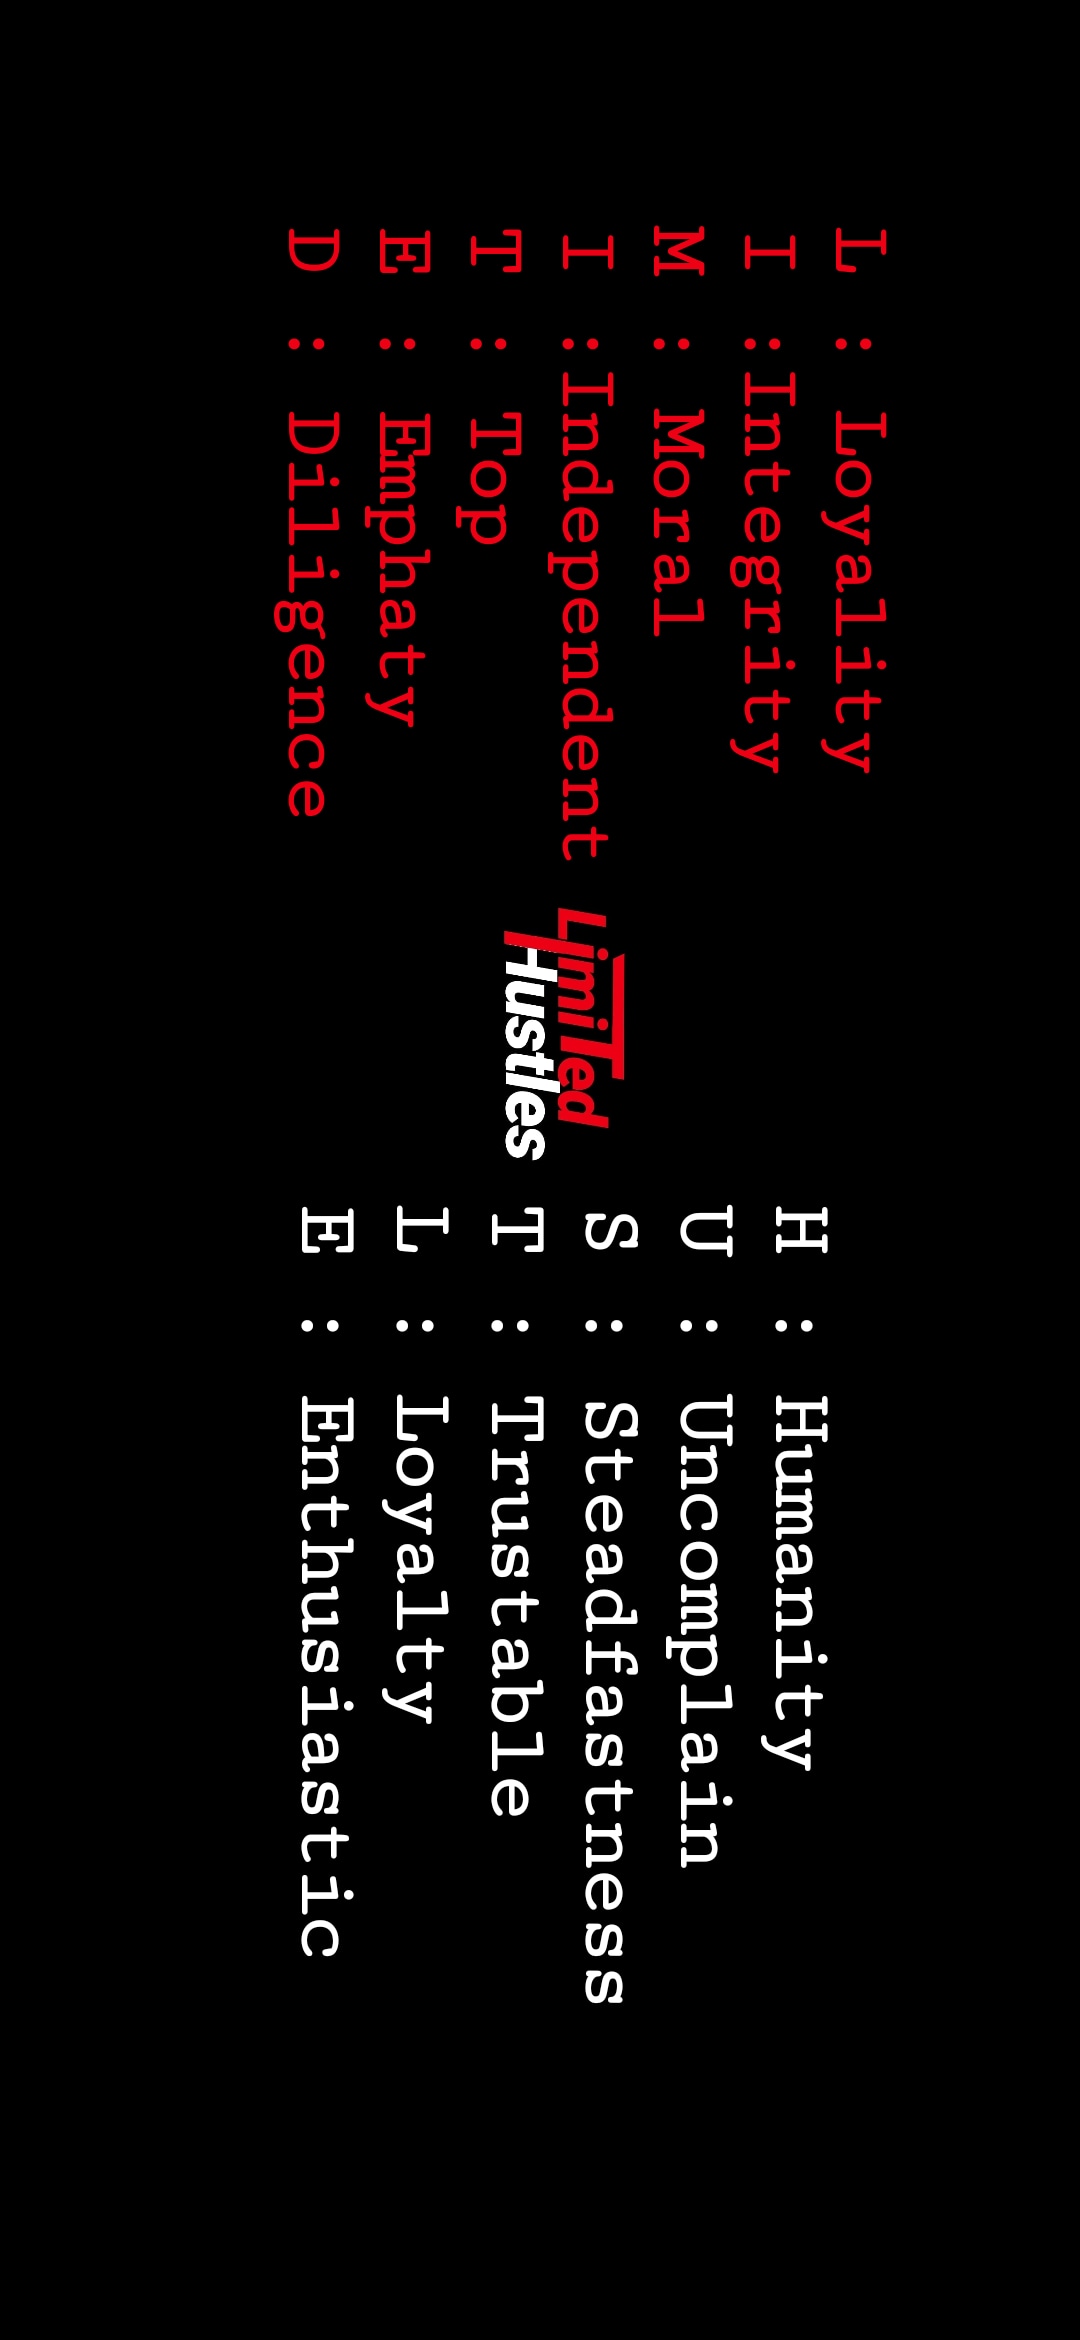 L : Loyality
I :Integrity
M : Moral
I :Independent
T : Top
E : Emphaty
D : Diligence
LimiTed
Hustles
H : Humanity
U : Uncomplain
S : Steadfastness
T : Trustable
L : Loyalty
E : Enthusiastic